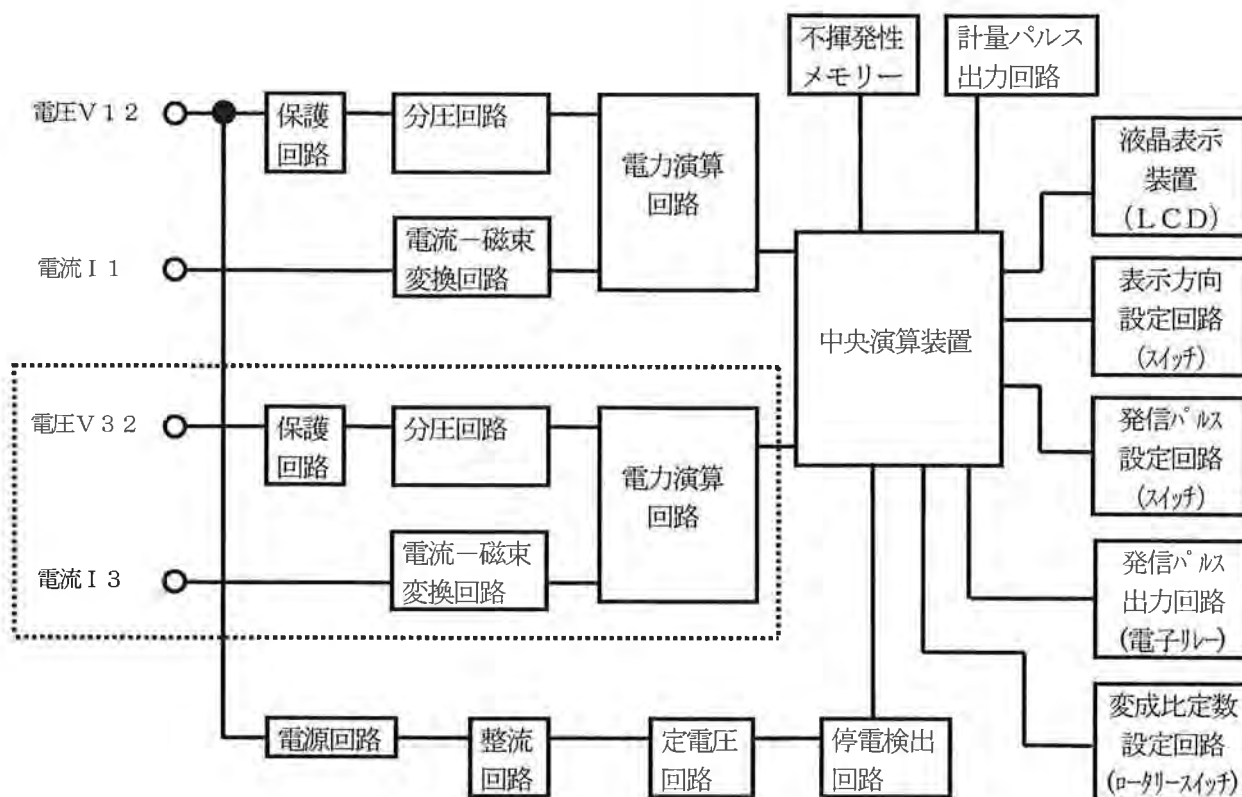 不揮発性
メモリー
計量パルス
出力回路
電圧V12
保護
回路
分圧回路
電力演算
回路
電流I1
電流－磁束
変換回路
液晶表示
装置
(LCD)
表示方向
設定回路
(スイッチ)
中央演算装置
電圧V32
保護
回路
分圧回路
電力演算
回路
電流I3
電流－磁束
変換回路
発信パルス
設定回路
(スイッチ)
発信パルス
出力回路
(電子リレー)
電源回路
整流
回路
定電圧
回路
停電検出
回路
変成比定数
設定回路
(ロータリースイッチ)